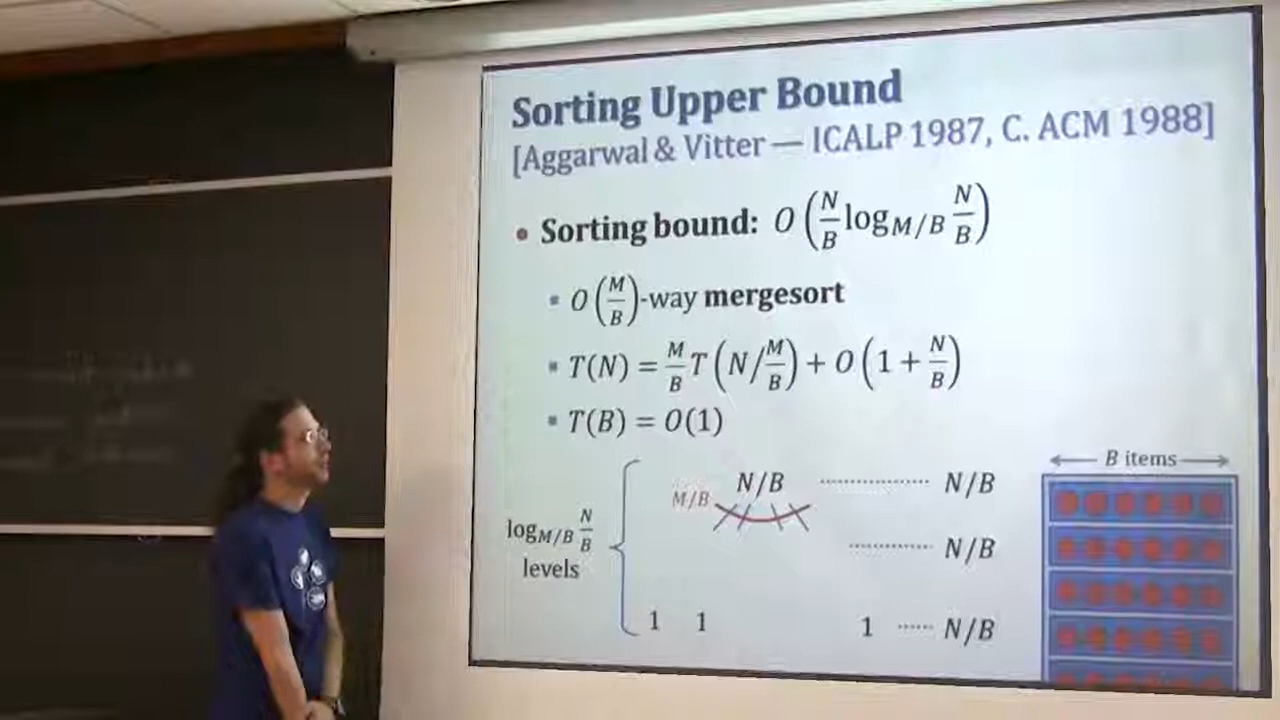 Sorting Upper Bound
[Aggarwal & Vitter — ICALP 1987, C. ACM 1988]
• Sorting bound: O(N/B log_{M/B} N/B)
▪ O(M/B)-way mergesort
▪ T(N) = M/B T(N/M/B) + O(1 + N/B)
▪ T(B) = O(1)
B items
M/B N/B N/B
log_{M/B} N/B
levels
N/B
1 1 1 N/B